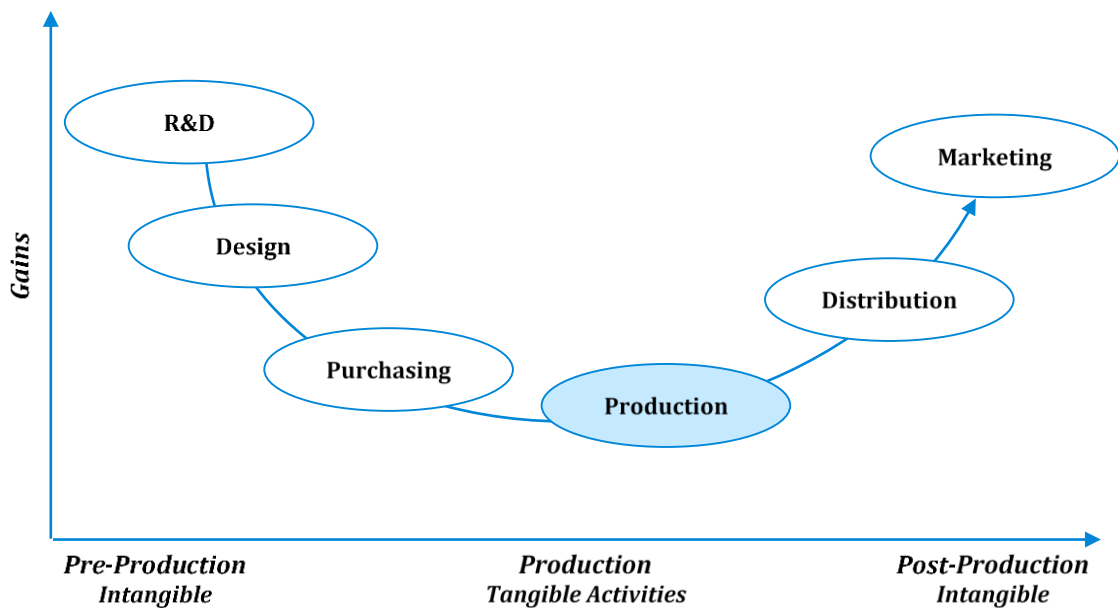 R&D
Marketing
Design
Gains
Distribution
Purchasing
Production
Pre-Production
Intangible
Production
Tangible Activities
Post-Production
Intangible